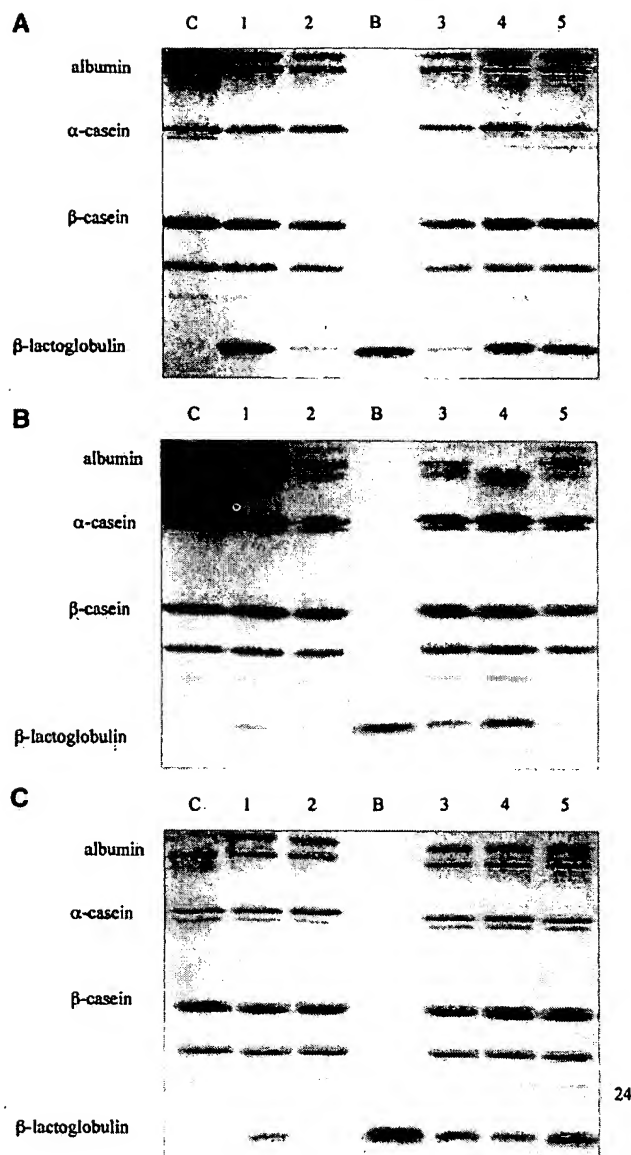 A
C 1 2 B 3 4 5
albumin
α-casein
β-casein
β-lactoglobulin
B
C 1 2 B 3 4 5
albumin
α-casein
β-casein
β-lactoglobulin
C
C 1 2 B 3 4 5
albumin
α-casein
β-casein
24
β-lactoglobulin